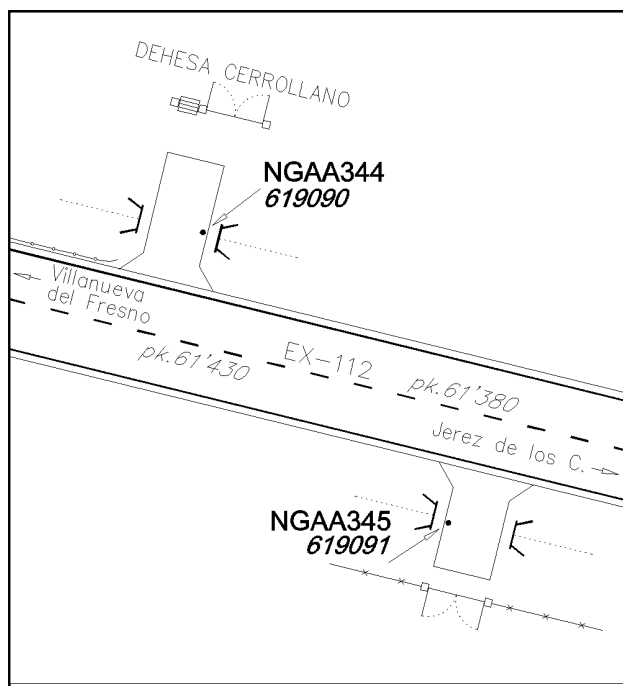 DEHESA CERROLLANO
NGAA344
619090
Villanueva
del Fresno
EX-112
pk.61'430
pk.61'380
Jerez de los C.
NGAA345
619091